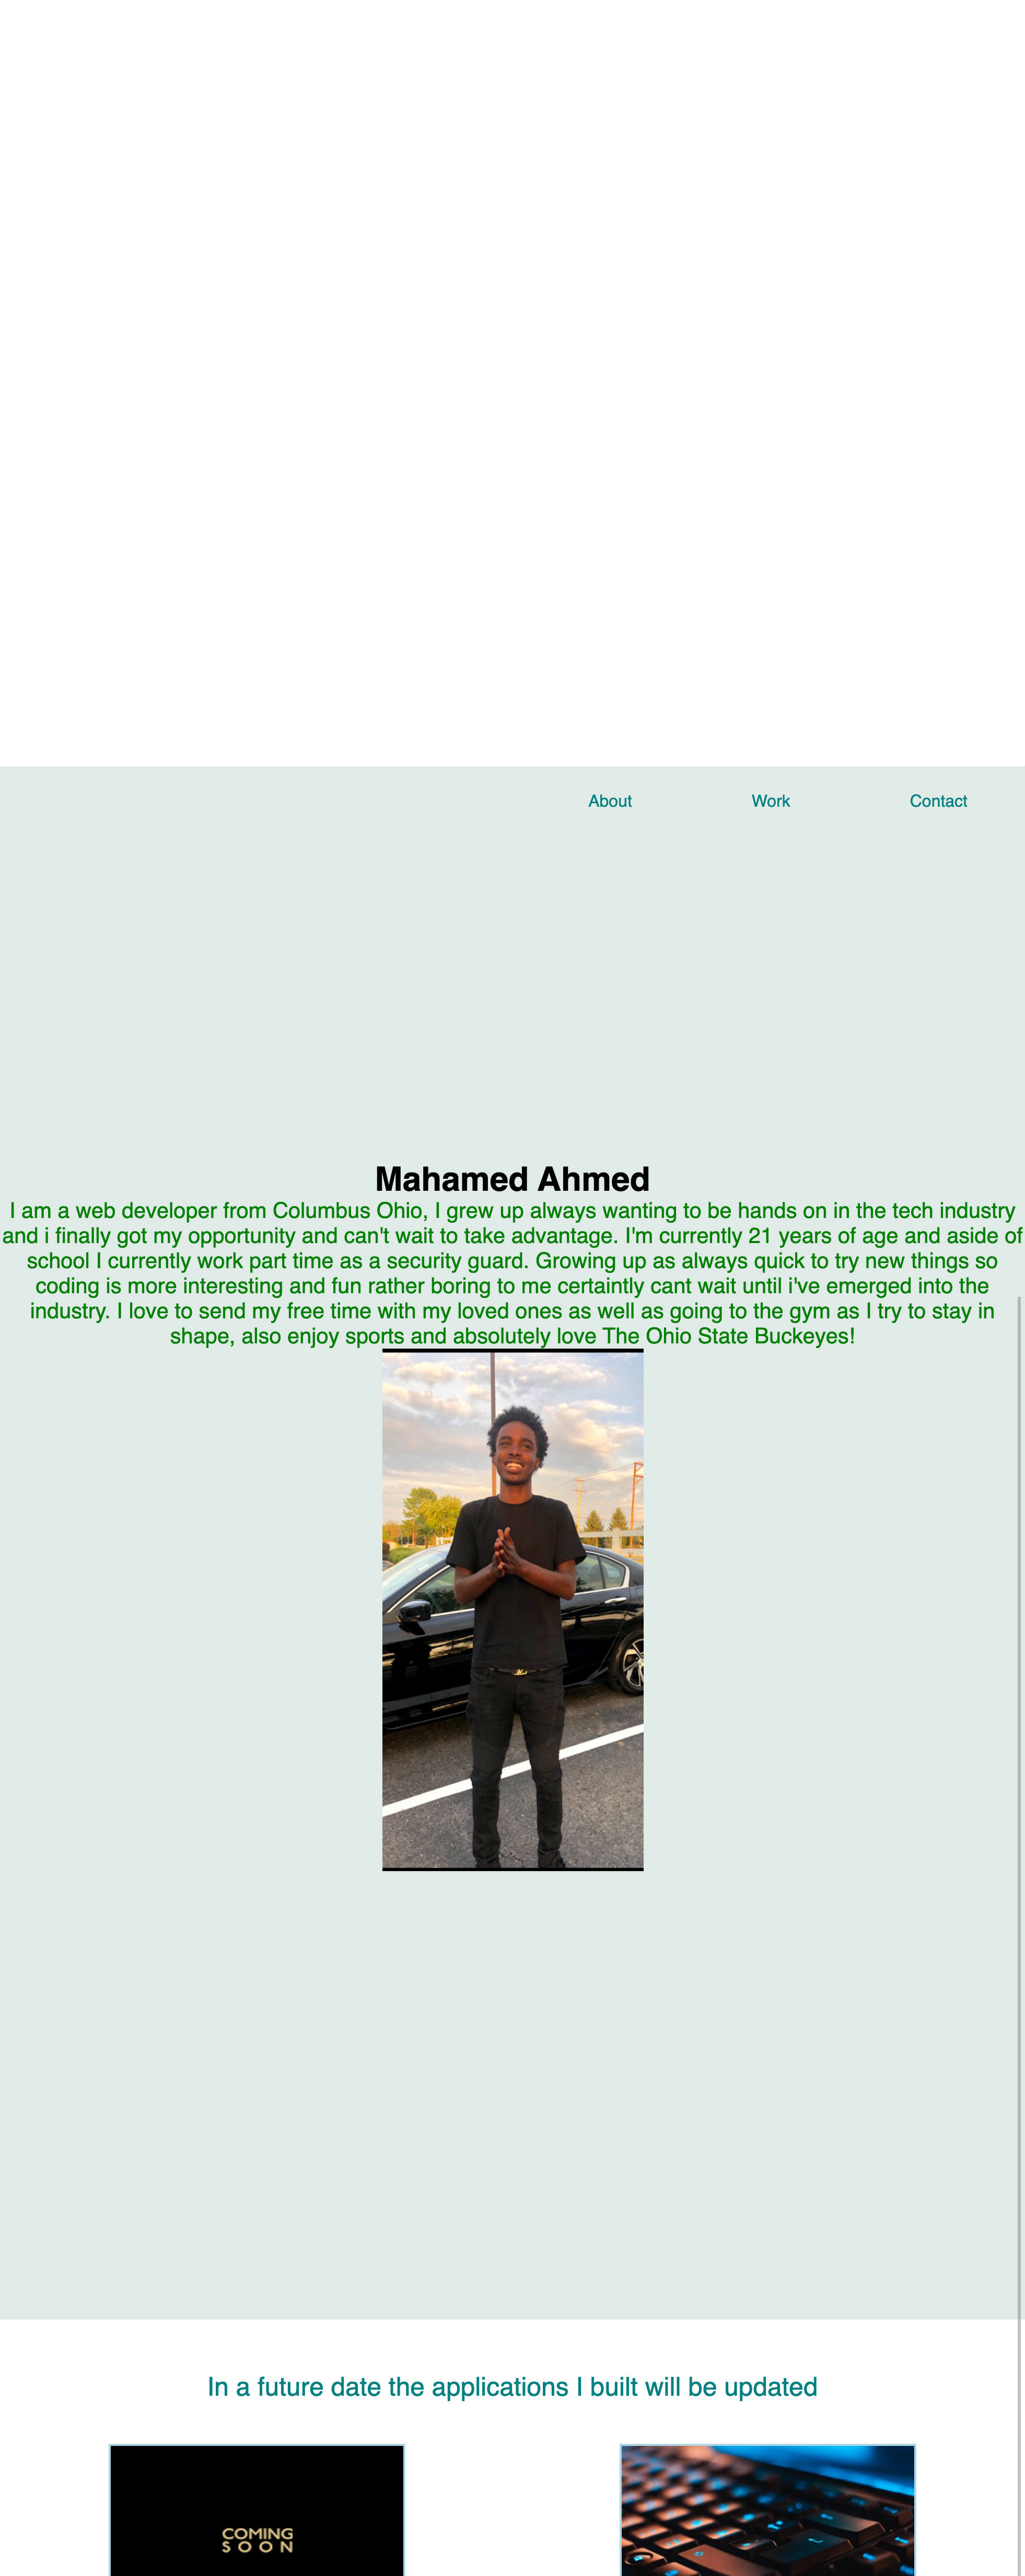 About Work Contact
Mahamed Ahmed
I am a web developer from Columbus Ohio, I grew up always wanting to be hands on in the tech industry
and i finally got my opportunity and can't wait to take advantage. I'm currently 21 years of age and aside of
school I currently work part time as a security guard. Growing up as always quick to try new things so
coding is more interesting and fun rather boring to me certaintly cant wait until i've emerged into the
industry. I love to send my free time with my loved ones as well as going to the gym as I try to stay in
shape, also enjoy sports and absolutely love The Ohio State Buckeyes!
In a future date the applications I built will be updated
COMING
SOON